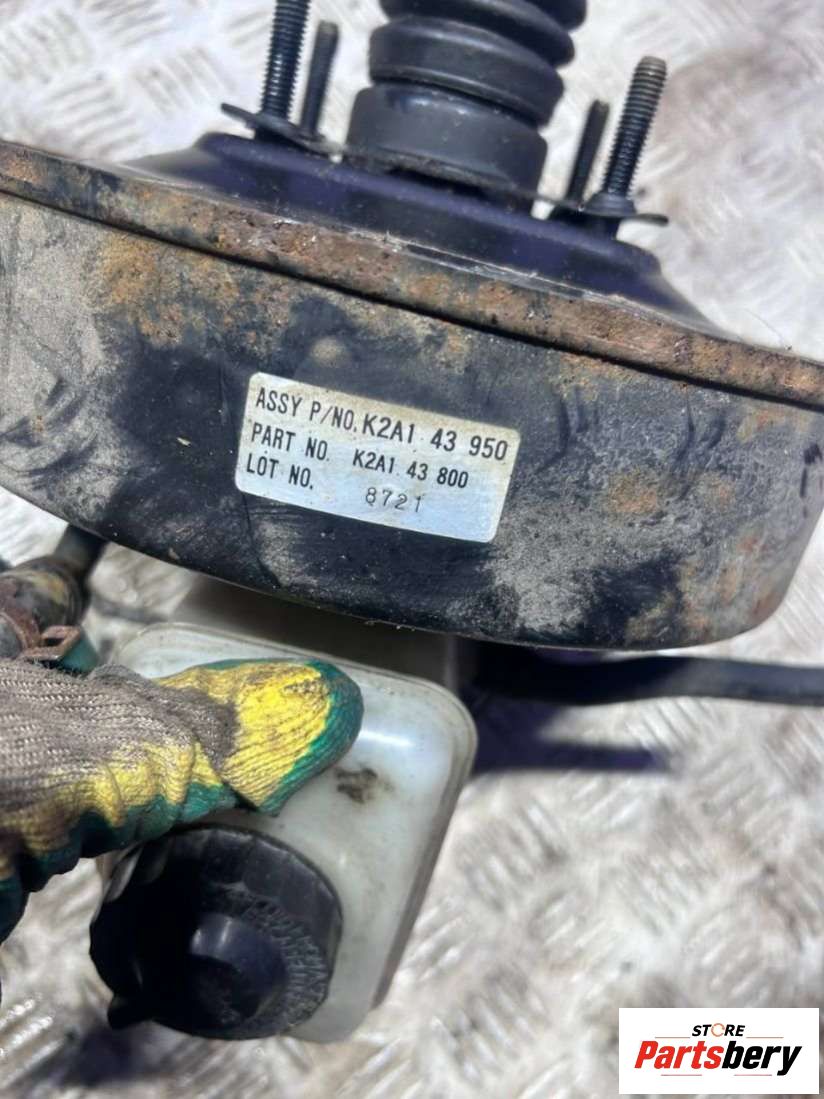 ASSY P/NO. K2A1 43 950
PART NO. K2A1 43 800
LOT NO. 8721
STORE
Partsbery